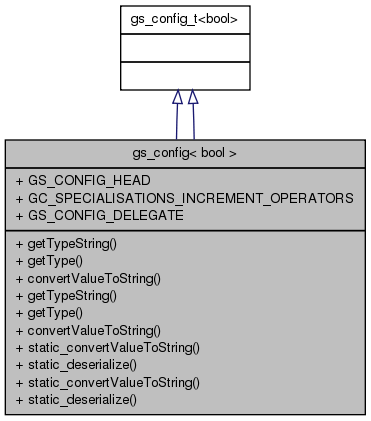 gs_config_t<bool>
gs_config< bool >
+ GS_CONFIG_HEAD
+ GC_SPECIALISATIONS_INCREMENT_OPERATORS
+ GS_CONFIG_DELEGATE
+ getTypeString()
+ getType()
+ convertValueToString()
+ getTypeString()
+ getType()
+ convertValueToString()
+ static_convertValueToString()
+ static_deserialize()
+ static_convertValueToString()
+ static_deserialize()